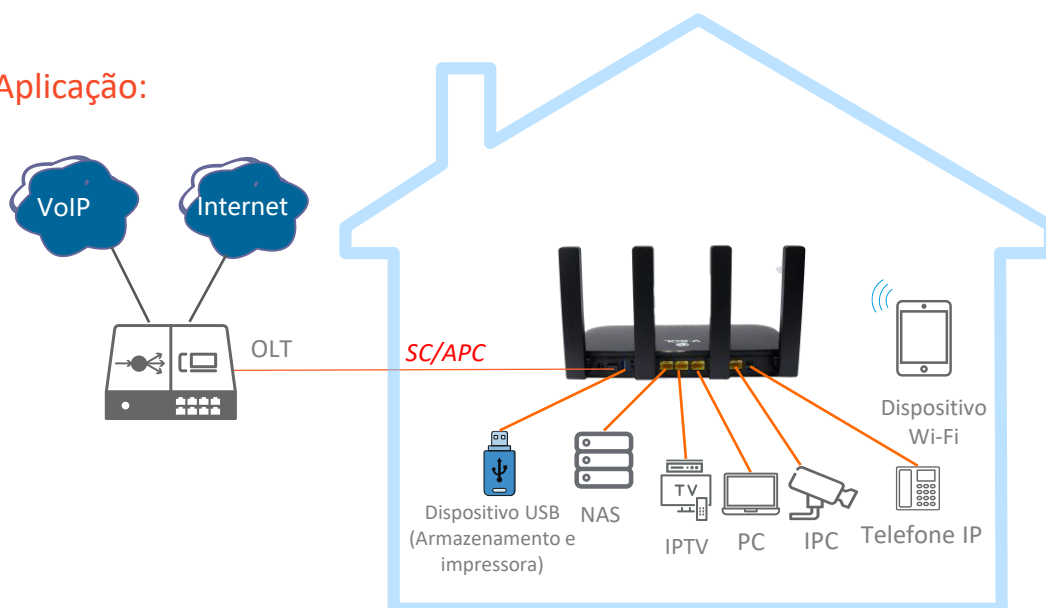 Aplicação:
VoIP
Internet
OLT
SC/APC
TV
Dispositivo
Wi-Fi
Dispositivo USB
(Armazenamento e
impressora)
NAS
IPTV
PC
IPC
Telefone IP